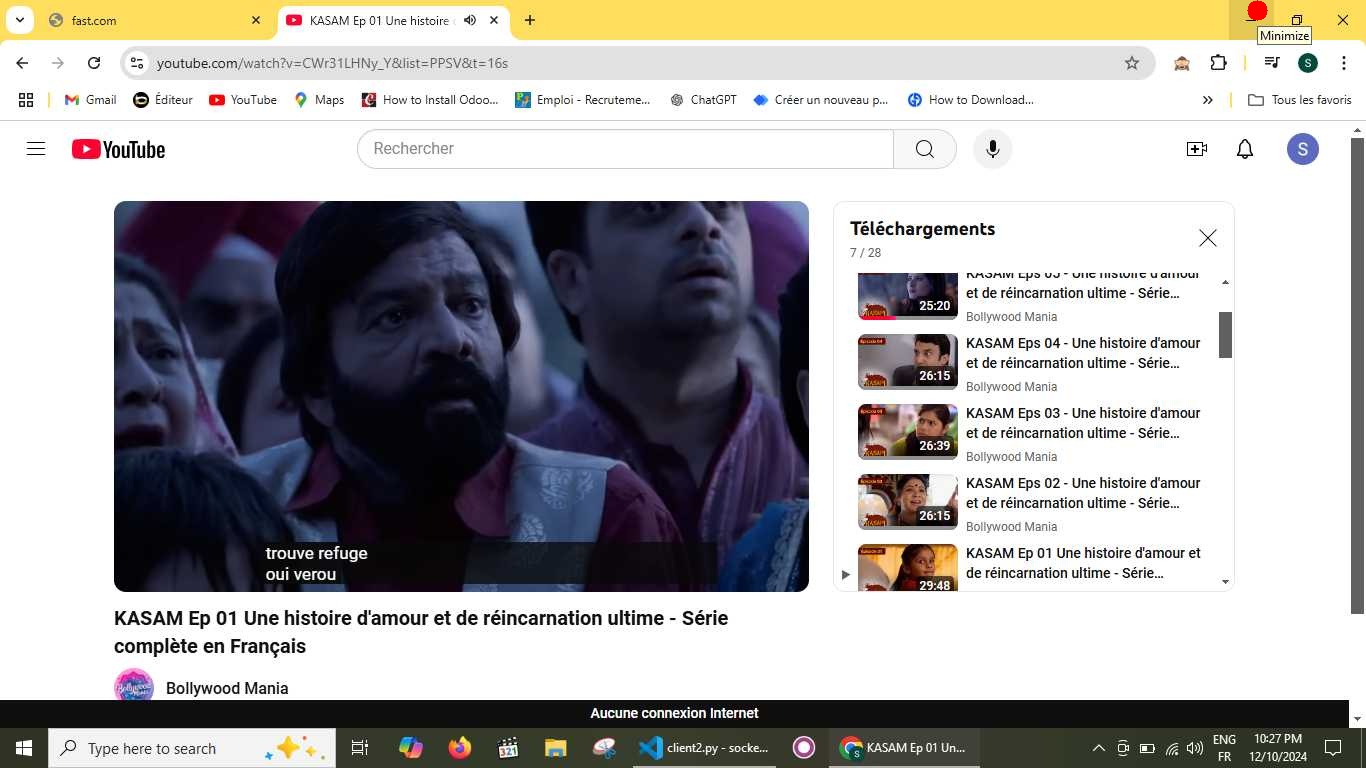 fast.com
KASAM Ep 01 Une histoire
Minimize
youtube.com/watch?v=CWr31LHNy_Y&list=PPSV&t=16s
S
Gmail
Éditeur
YouTube
Maps
How to Install Odoo...
Emploi - Recruteme...
ChatGPT
Créer un nouveau p...
How to Download...
»
Tous les favoris
YouTube
Rechercher
S
Téléchargements
7 / 28
et de réincarnation ultime - Série...
25:20
Bollywood Mania
KASAM Eps 04 - Une histoire d'amour
et de réincarnation ultime - Série...
26:15
Bollywood Mania
KASAM Eps 03 - Une histoire d'amour
et de réincarnation ultime - Série...
26:39
Bollywood Mania
KASAM Eps 02 - Une histoire d'amour
et de réincarnation ultime - Série...
26:15
Bollywood Mania
KASAM Ep 01 Une histoire d'amour et
de réincarnation ultime - Série...
29:48
trouve refuge
oui verou
KASAM Ep 01 Une histoire d'amour et de réincarnation ultime - Série
complète en Français
Bollywood Mania
Aucune connexion Internet
Type here to search
client2.py - socke...
KASAM Ep 01 Un...
ENG
FR
10:27 PM
12/10/2024